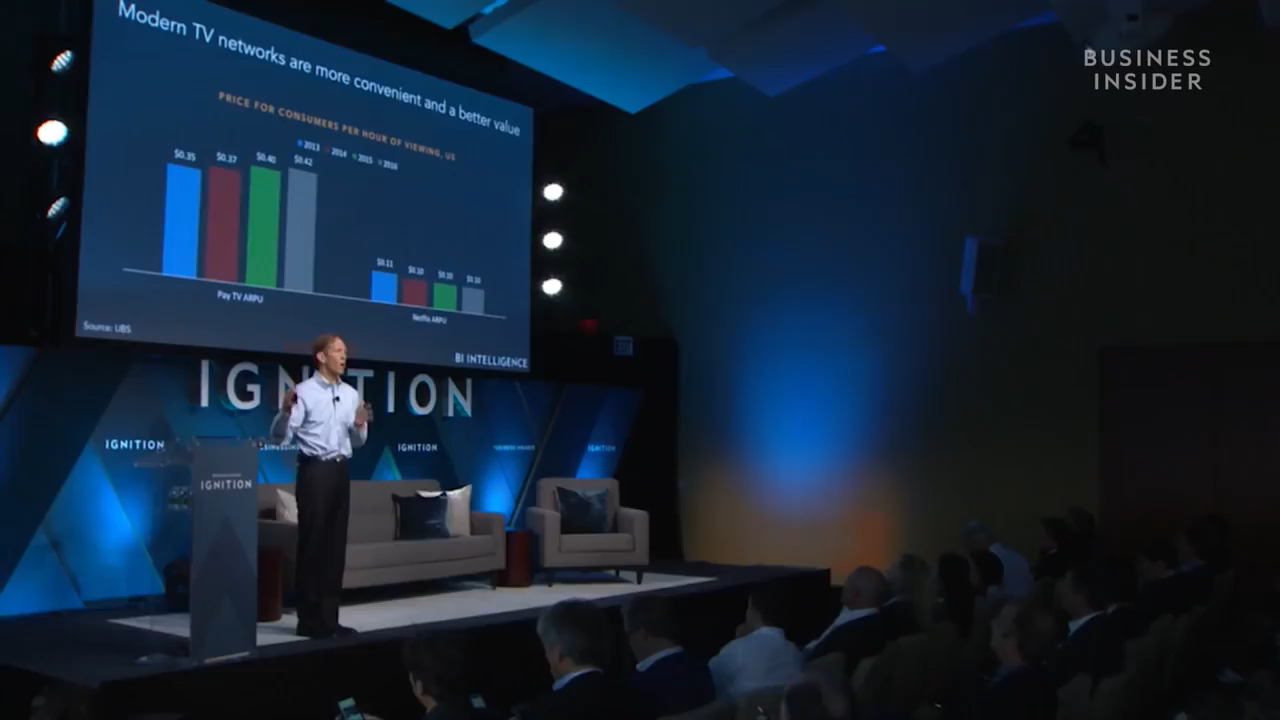 BUSINESS
INSIDER
Modern TV networks are more convenient and a better value
PRICE FOR CONSUMERS PER HOUR OF VIEWING, US
2013 2014 2015 2016
$0.35 $0.37 $0.40 $0.42
$0.11 $0.10 $0.10 $0.10
Pay TV ARPU
Netflix ARPU
Source: UBS
BI INTELLIGENCE
IGNITION
IGNITION
IGNITION
IGNITION
IGNITION